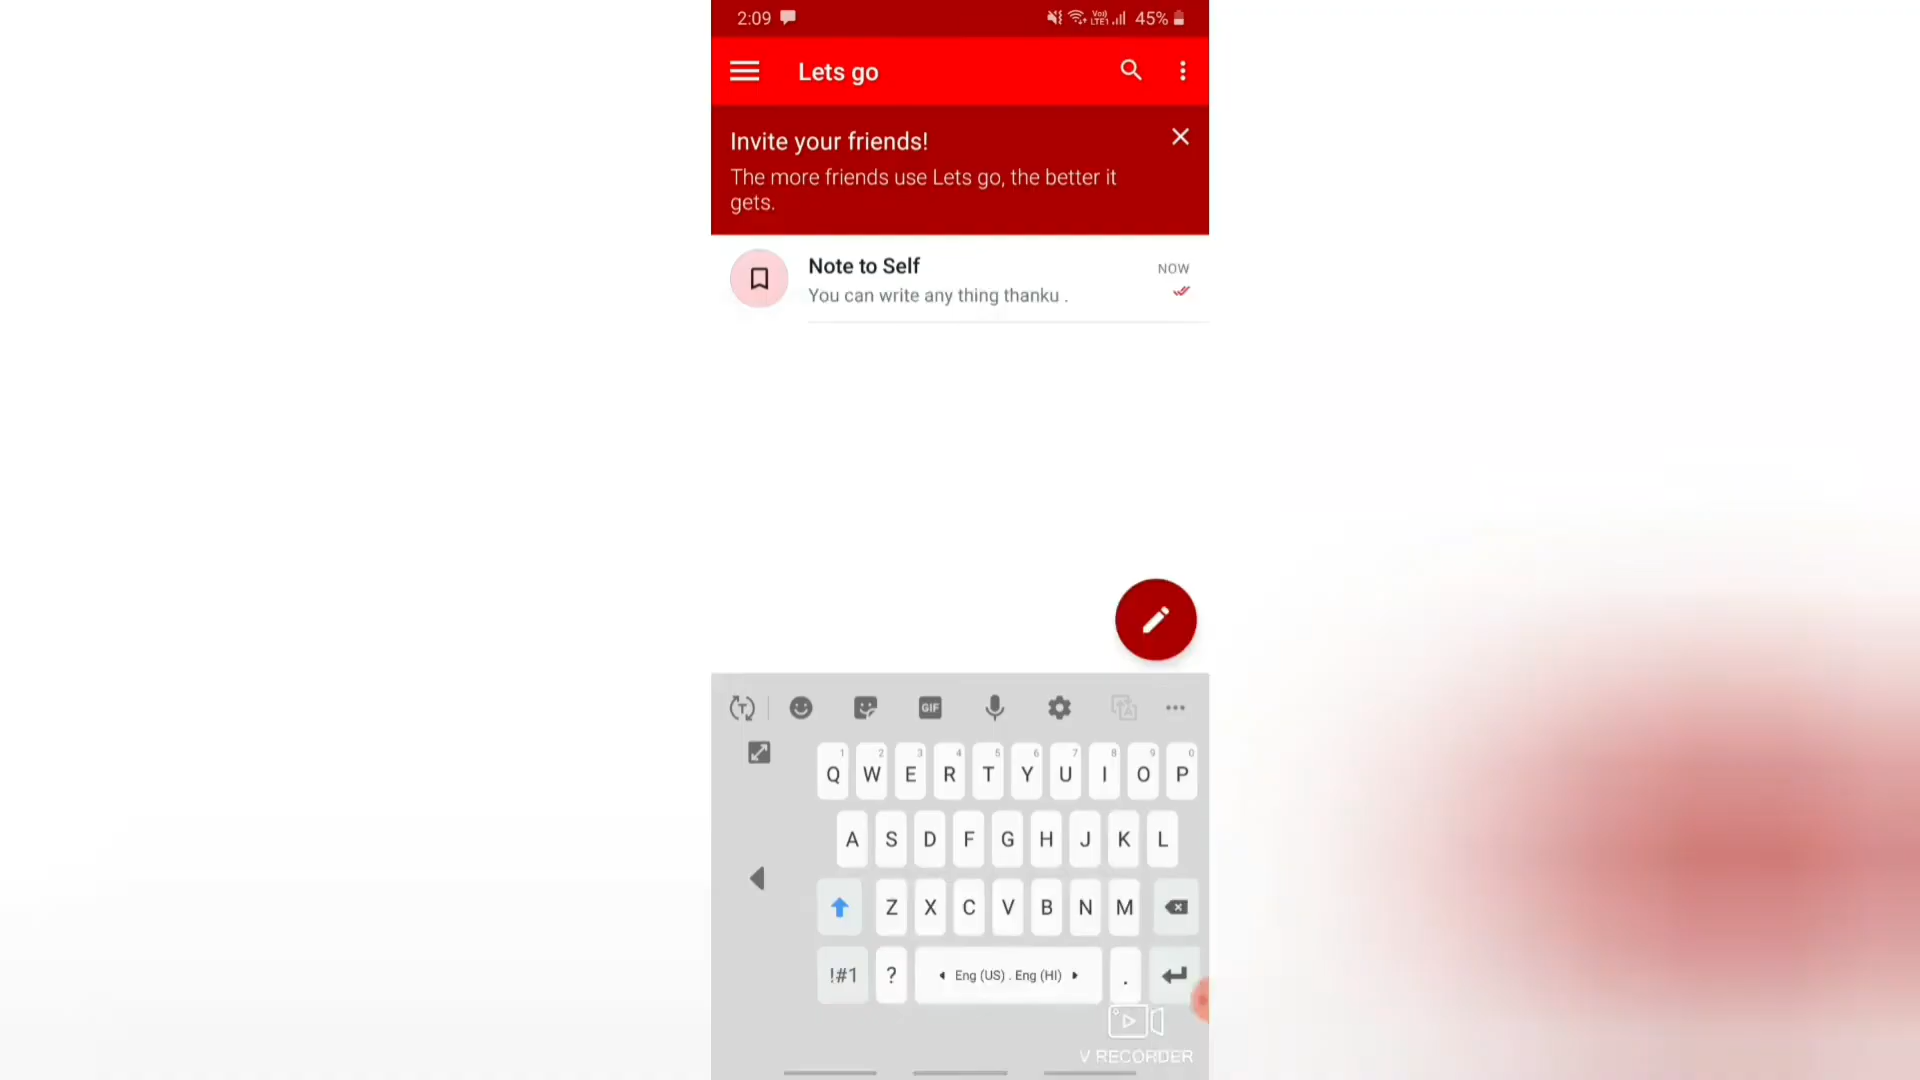 2:09 Vo) LTE1 45%
Lets go
Invite your friends!
The more friends use Lets go, the better it
gets.
Note to Self NOW
You can write any thing thanku .
T GIF
1 2 3 4 5 6 7 8 9 0
Q W E R T Y U I O P
A S D F G H J K L
Z X C V B N M
!#1 ? Eng (US) . Eng (HI) .
V RECORDER